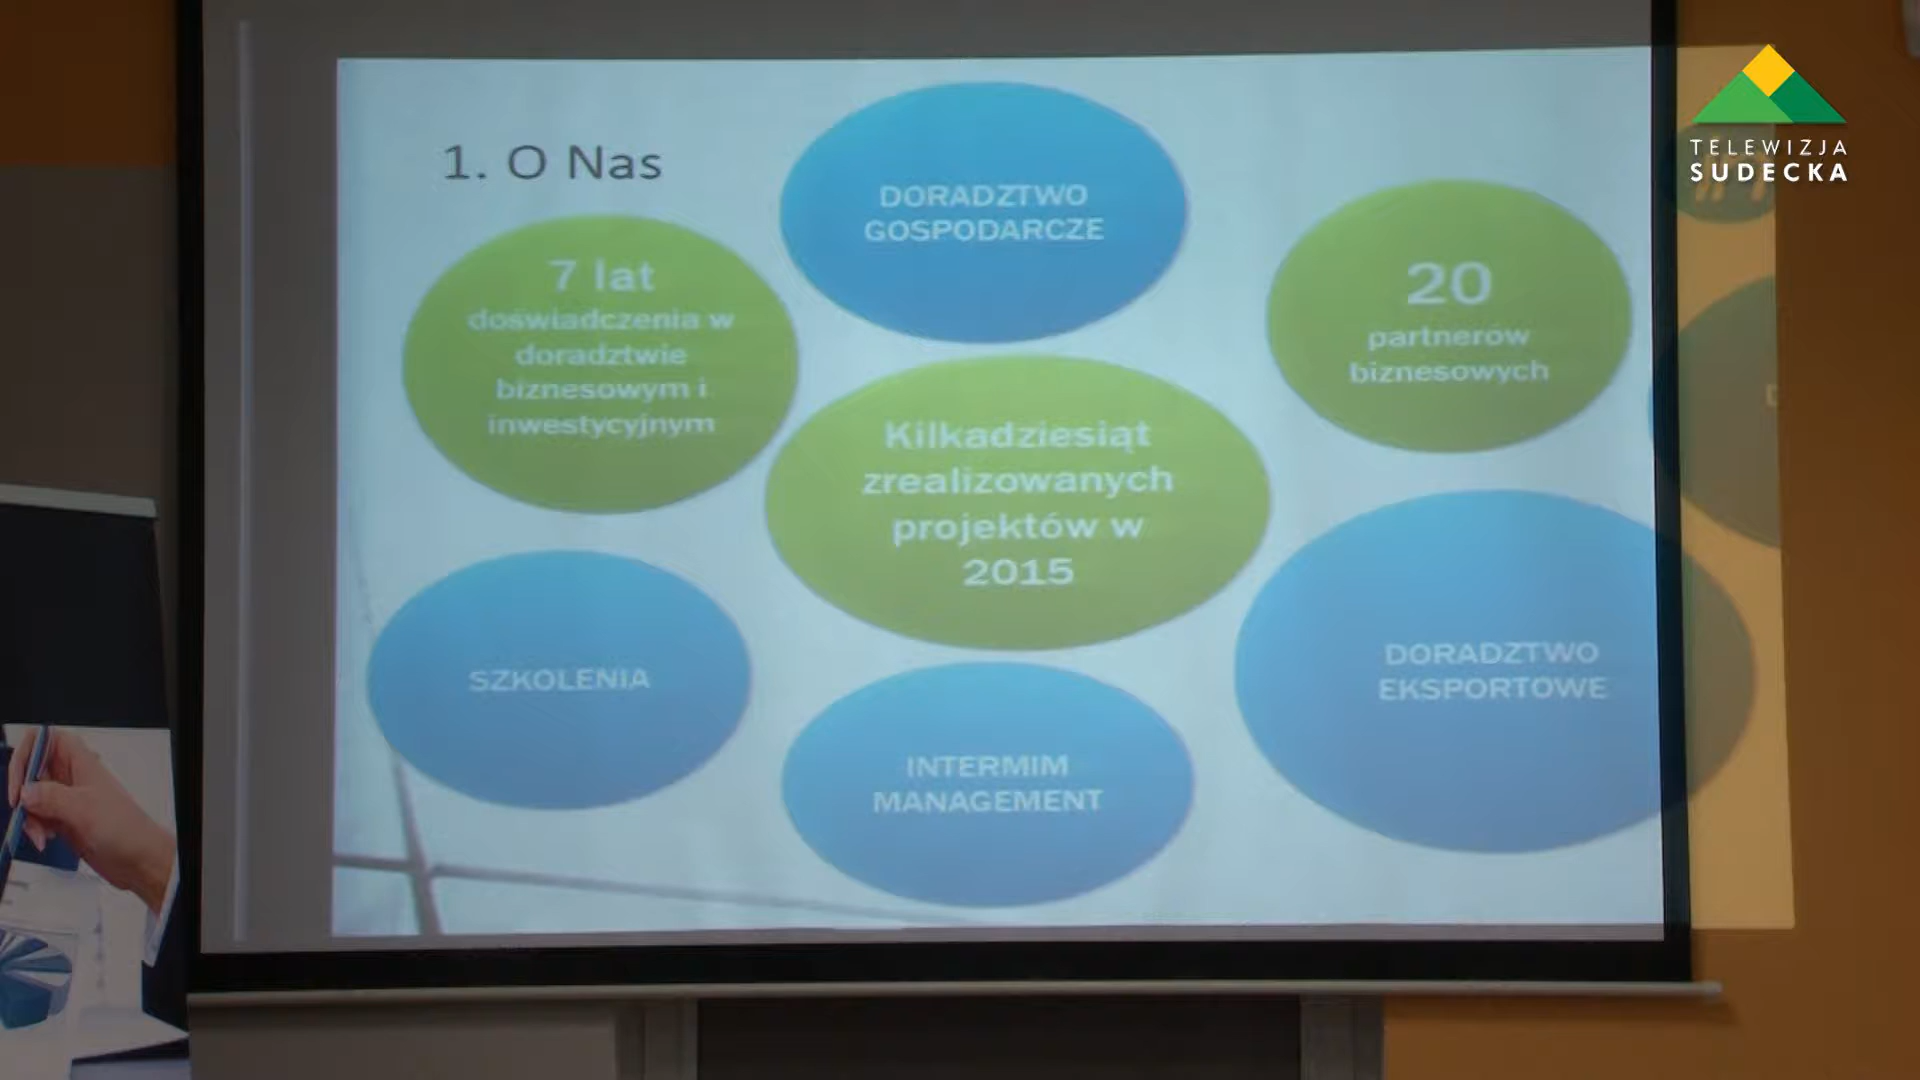 1. O Nas
DORADZTWO
GOSPODARCZE
7 lat
doświadczenia w
doradztwie
biznesowym i
inwestycyjnym
20
partnerów
biznesowych
Kilkadziesiąt
zrealizowanych
projektów w
2015
SZKOLENIA
INTERMIM
MANAGEMENT
DORADZTWO
EKSPORTOWE
TELEWIZJA
SUDECKA